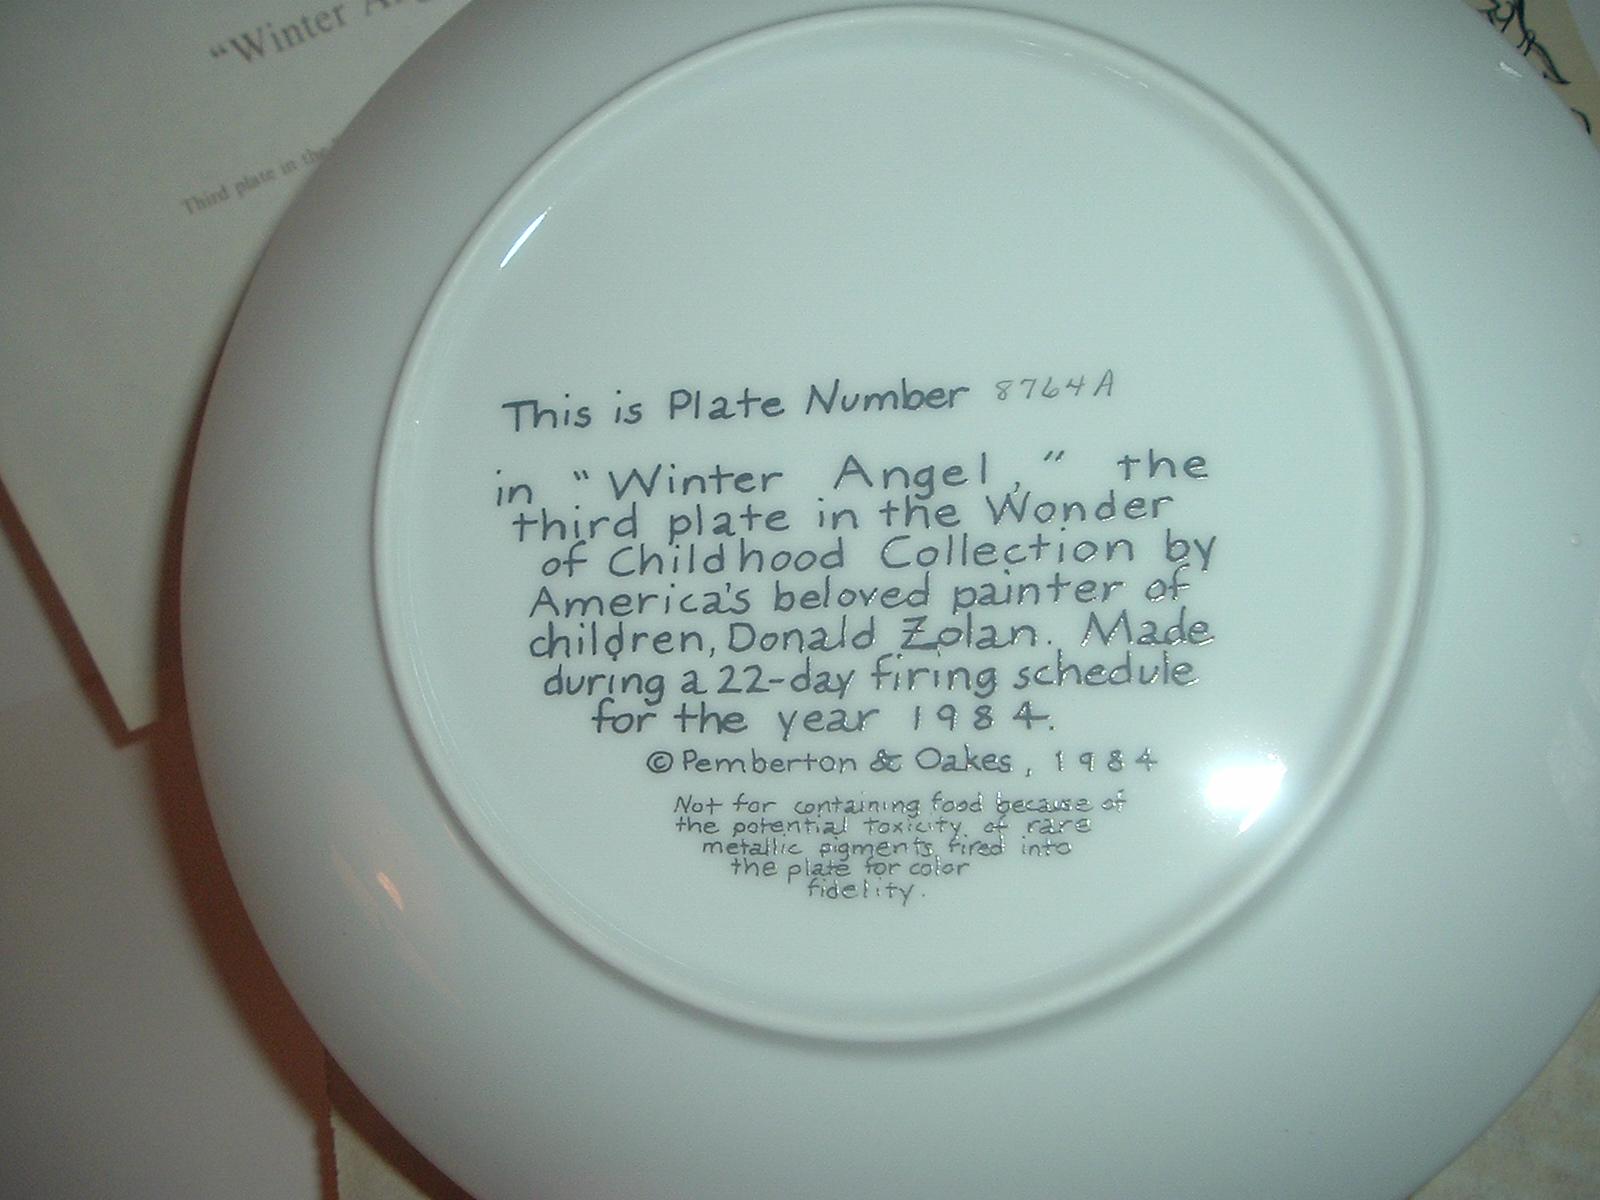 "Winter
Third plate in the
This is Plate Number 8764A
in "Winter Angel," the
third plate in the Wonder
of Childhood Collection by
America's beloved painter of
children, Donald Zolan. Made
during a 22-day firing schedule
for the year 1984.
© Pemberton & Oakes, 1984
Not for containing food because of
the potential toxicity of rare
metallic pigments fired into
the plate for color
fidelity.